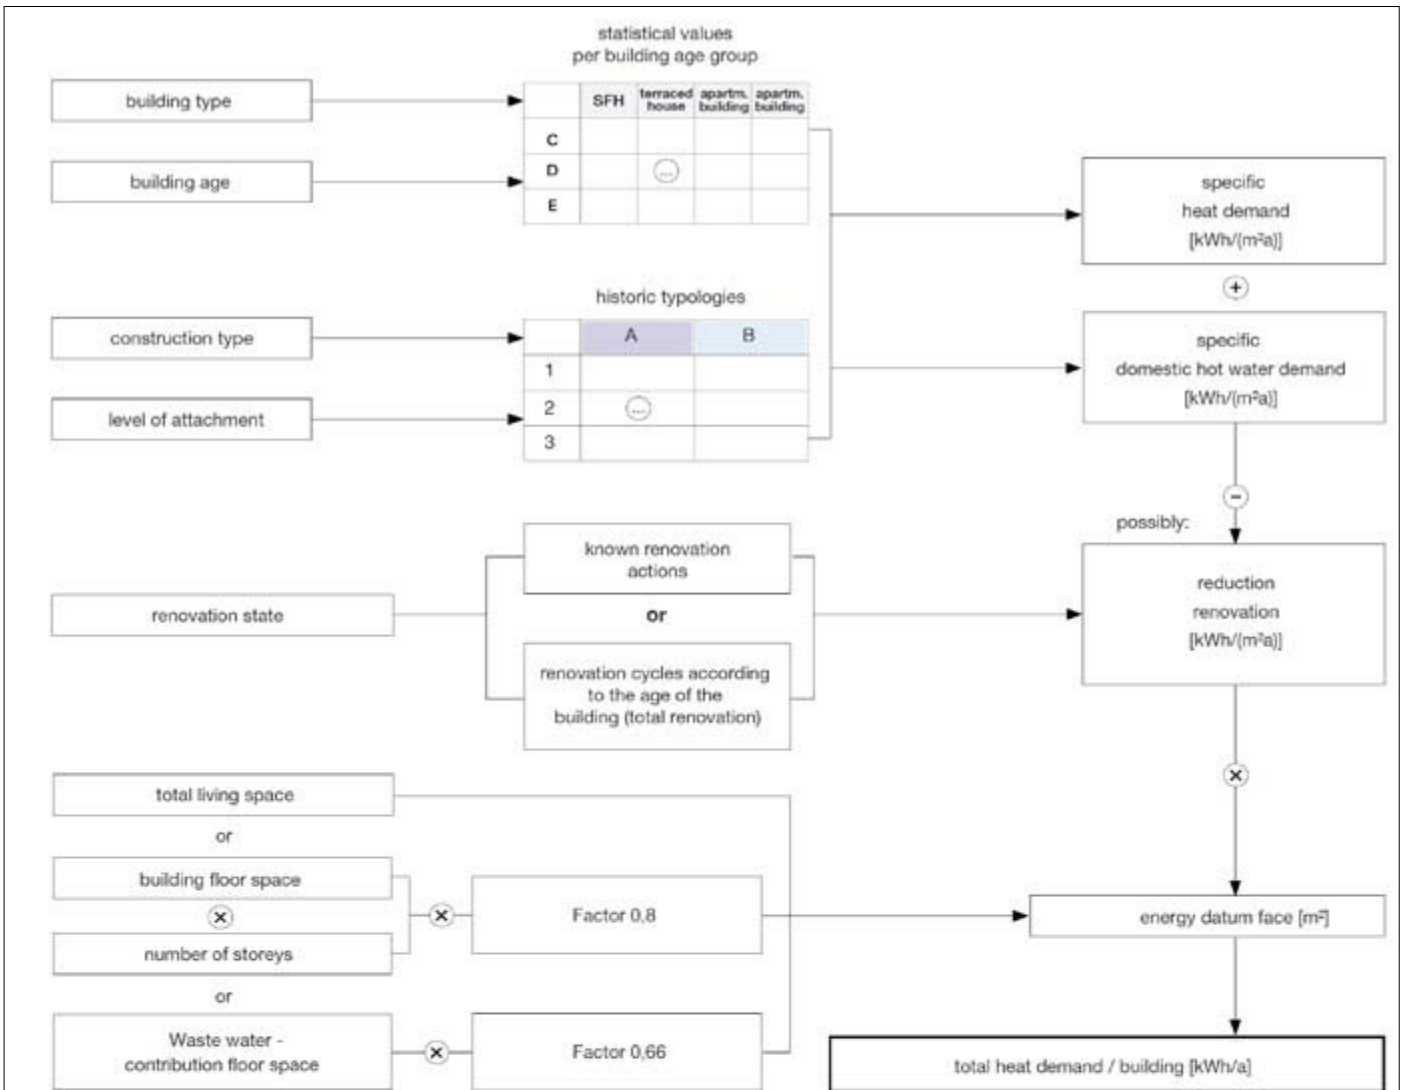 statistical values
per building age group
building type
SFH
terraced
house
apartm.
building
apartm.
building
C
building age
D
...
E
specific
heat demand
[kWh/(m²a)]
+
historic typologies
construction type
A
B
1
level of attachment
2
...
3
specific
domestic hot water demand
[kWh/(m²a)]
−
possibly:
known renovation
actions
renovation state
or
renovation cycles according
to the age of the
building (total renovation)
reduction
renovation
[kWh/(m²a)]
×
total living space
or
building floor space
×
number of storeys
×
Factor 0,8
energy datum face [m²]
or
Waste water -
contribution floor space
×
Factor 0,66
total heat demand / building [kWh/a]